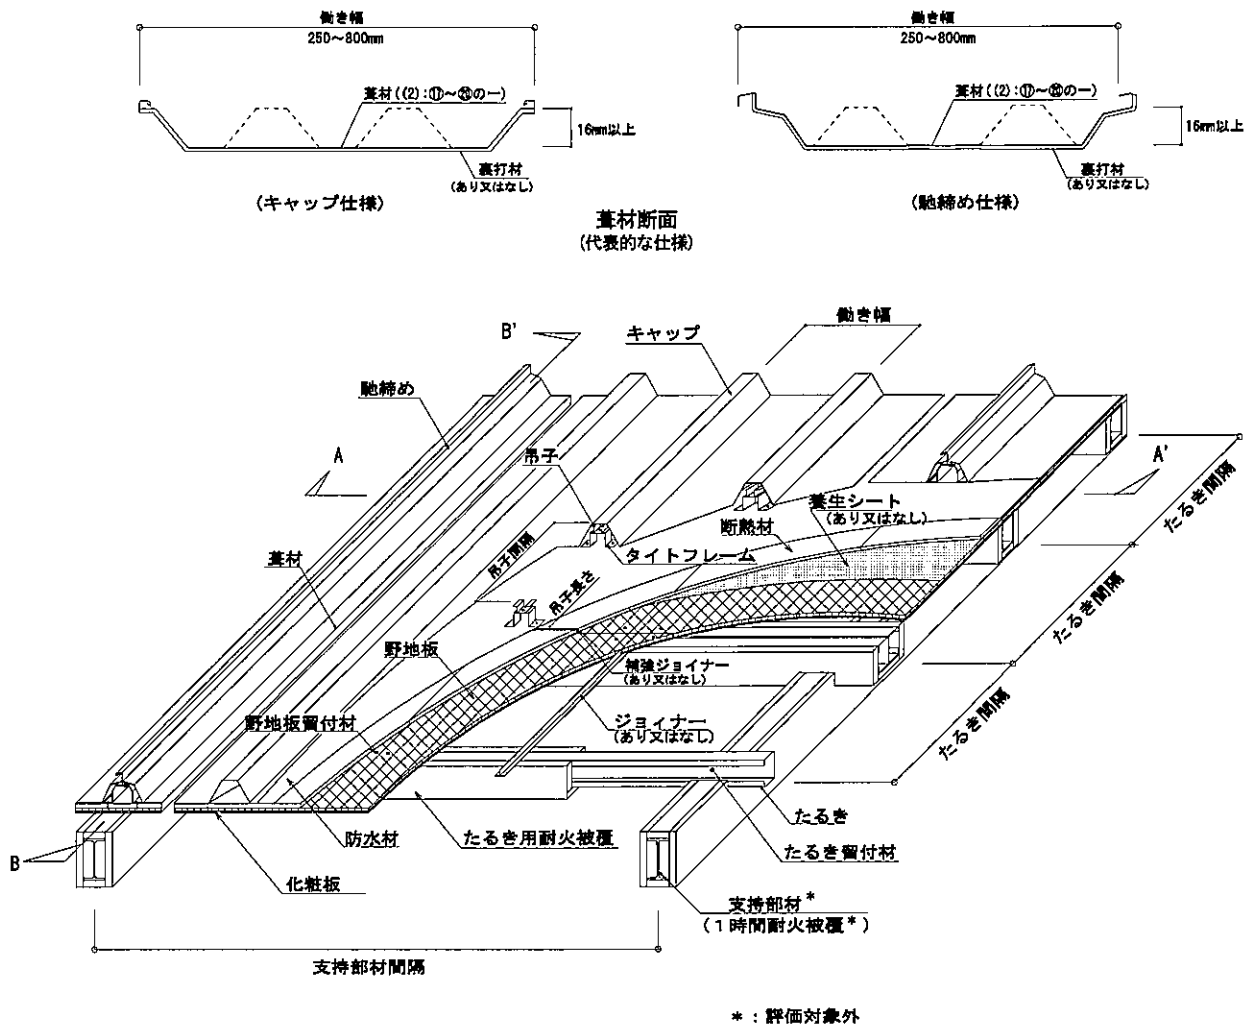 働き幅
250～800mm
葺材((2):⑰～⑳の一)
16mm以上
裏打材
(あり又はなし)
(キャップ仕様)
働き幅
250～800mm
葺材((2):⑰～⑳の一)
15mm以上
裏打材
(あり又はなし)
(馳締め仕様)
葺材断面
(代表的な仕様)
働き幅
B'
キャップ
馳締め
吊子
A
A'
養生シート
(あり又はなし)
断熱材
たるき間隔
タイトフレーム
吊子間隔
葺材
吊子長さ
たるき間隔
野地板
補強ジョイナー
(あり又はなし)
野地板留付材
ジョイナー
(あり又はなし)
たるき間隔
たるき
防水材
たるき用耐火被覆
たるき留付材
B
化粧板
支持部材*
(1時間耐火被覆*)
支持部材間隔
*:評価対象外